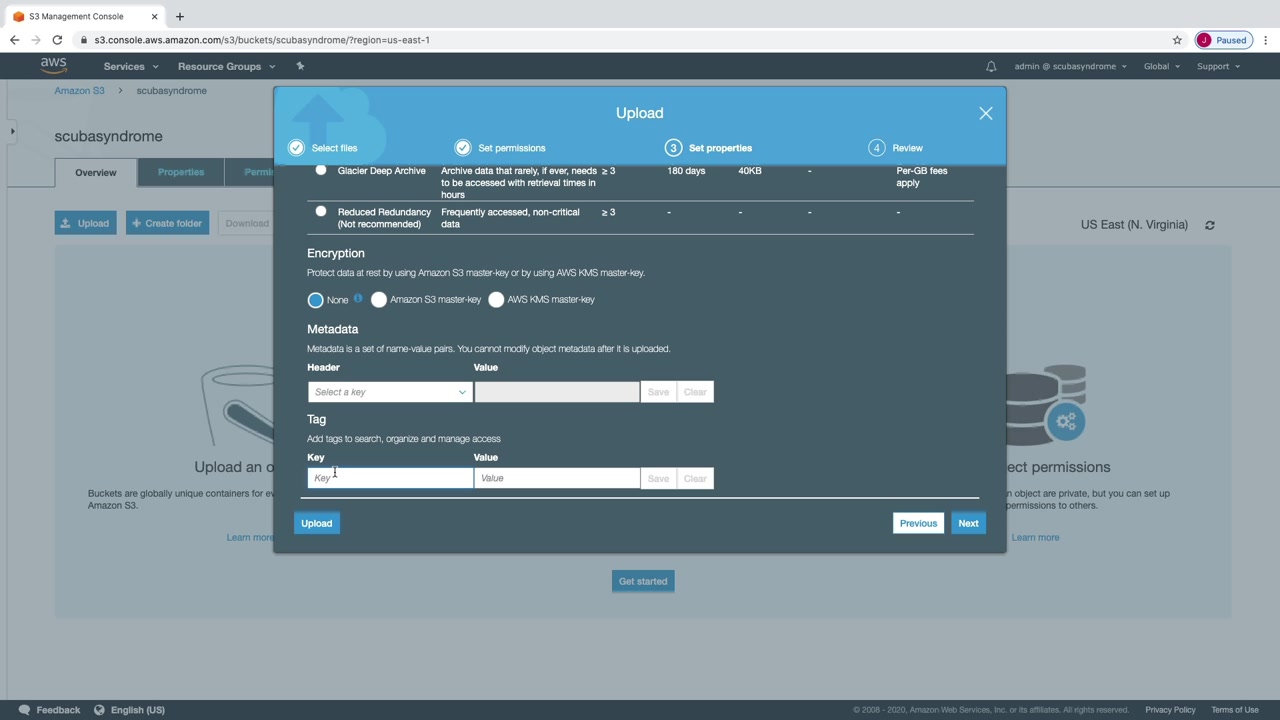 S3 Management Console
s3.console.aws.amazon.com/s3/buckets/scubasyndrome/?region=us-east-1
J Paused
aws Services Resource Groups admin @ scubasyndrome Global Support
Amazon S3 > scubasyndrome
scubasyndrome
Overview Properties Permi
Upload + Create folder Download
US East (N. Virginia)
Upload
Select files Set permissions 3 Set properties 4 Review
Glacier Deep Archive Archive data that rarely, if ever, needs to be accessed with retrieval times in hours ≥ 3 180 days 40KB - Per-GB fees apply
Reduced Redundancy (Not recommended) Frequently accessed, non-critical data ≥ 3 - - - -
Encryption
Protect data at rest by using Amazon S3 master-key or by using AWS KMS master-key.
None Amazon S3 master-key AWS KMS master-key
Metadata
Metadata is a set of name-value pairs. You cannot modify object metadata after it is uploaded.
Header Value
Select a key Save Clear
Tag
Add tags to search, organize and manage access
Key Value
Key Value Save Clear
Upload Previous Next
Upload an o
Buckets are globally unique containers for ev
Amazon S3.
Learn more
ect permissions
n object are private, but you can set up
permissions to others.
Learn more
Get started
Feedback English (US)
© 2008 - 2020, Amazon Web Services, Inc. or its affiliates. All rights reserved. Privacy Policy Terms of Use